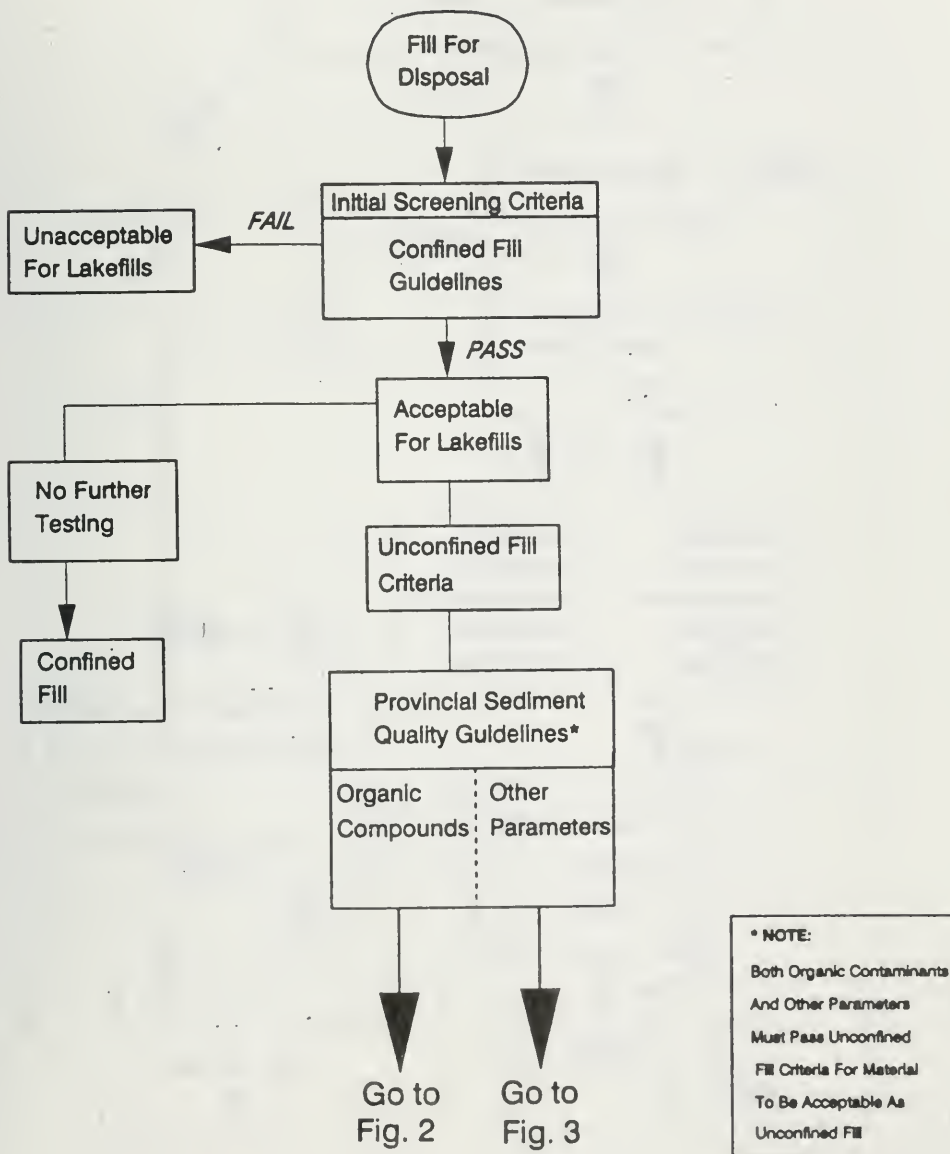 Fill For
Disposal
Initial Screening Criteria
FAIL
Unacceptable
For Lakefills
Confined Fill
Guidelines
PASS
Acceptable
For Lakefills
No Further
Testing
Unconfined Fill
Criteria
Confined
Fill
Provincial Sediment
Quality Guidelines*
Organic
Compounds
Other
Parameters
Go to
Fig. 2
Go to
Fig. 3
* NOTE:
Both Organic Contaminants
And Other Parameters
Must Pass Unconfined
Fill Criteria For Material
To Be Acceptable As
Unconfined Fill